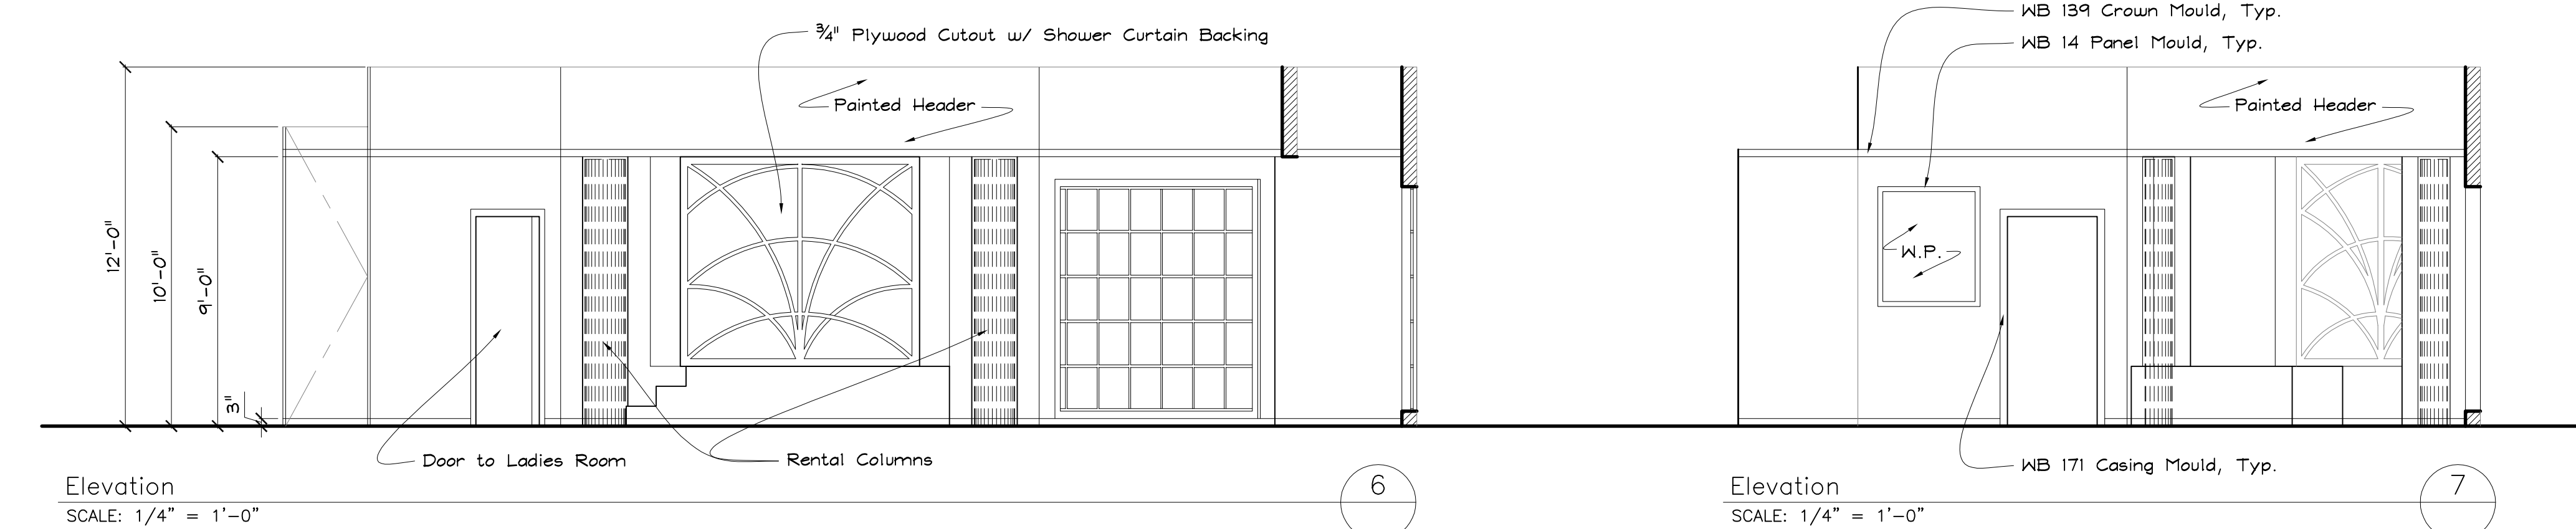 ¾" Plywood Cutout w/ Shower Curtain Backing
Painted Header
12'-0"
10'-0"
9'-0"
3"
Door to Ladies Room
Rental Columns
Elevation
6
SCALE: 1/4" = 1'-0"
WB 139 Crown Mould, Typ.
WB 14 Panel Mould, Typ.
Painted Header
W.P.
WB 171 Casing Mould, Typ.
Elevation
7
SCALE: 1/4" = 1'-0"